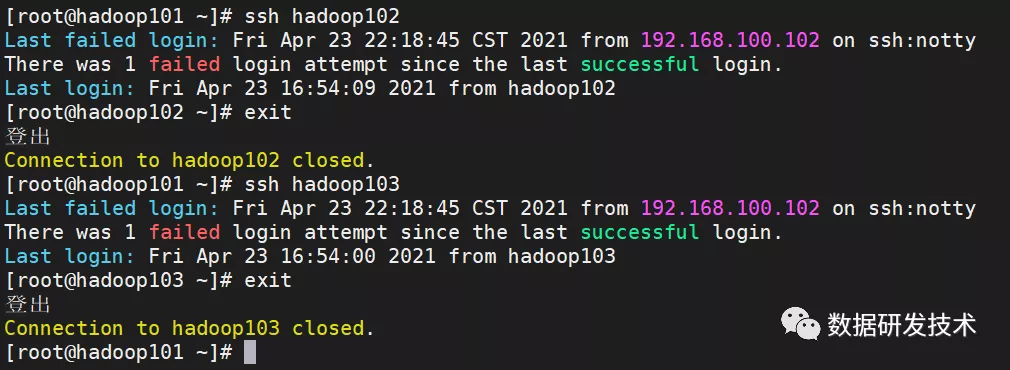 [root@hadoop101 ~]# ssh hadoop102
Last failed login: Fri Apr 23 22:18:45 CST 2021 from 192.168.100.102 on ssh:notty
There was 1 failed login attempt since the last successful login.
Last login: Fri Apr 23 16:54:09 2021 from hadoop102
[root@hadoop102 ~]# exit
登出
Connection to hadoop102 closed.
[root@hadoop101 ~]# ssh hadoop103
Last failed login: Fri Apr 23 22:18:45 CST 2021 from 192.168.100.102 on ssh:notty
There was 1 failed login attempt since the last successful login.
Last login: Fri Apr 23 16:54:00 2021 from hadoop103
[root@hadoop103 ~]# exit
登出
Connection to hadoop103 closed.
数据研发技术
[root@hadoop101 ~]#